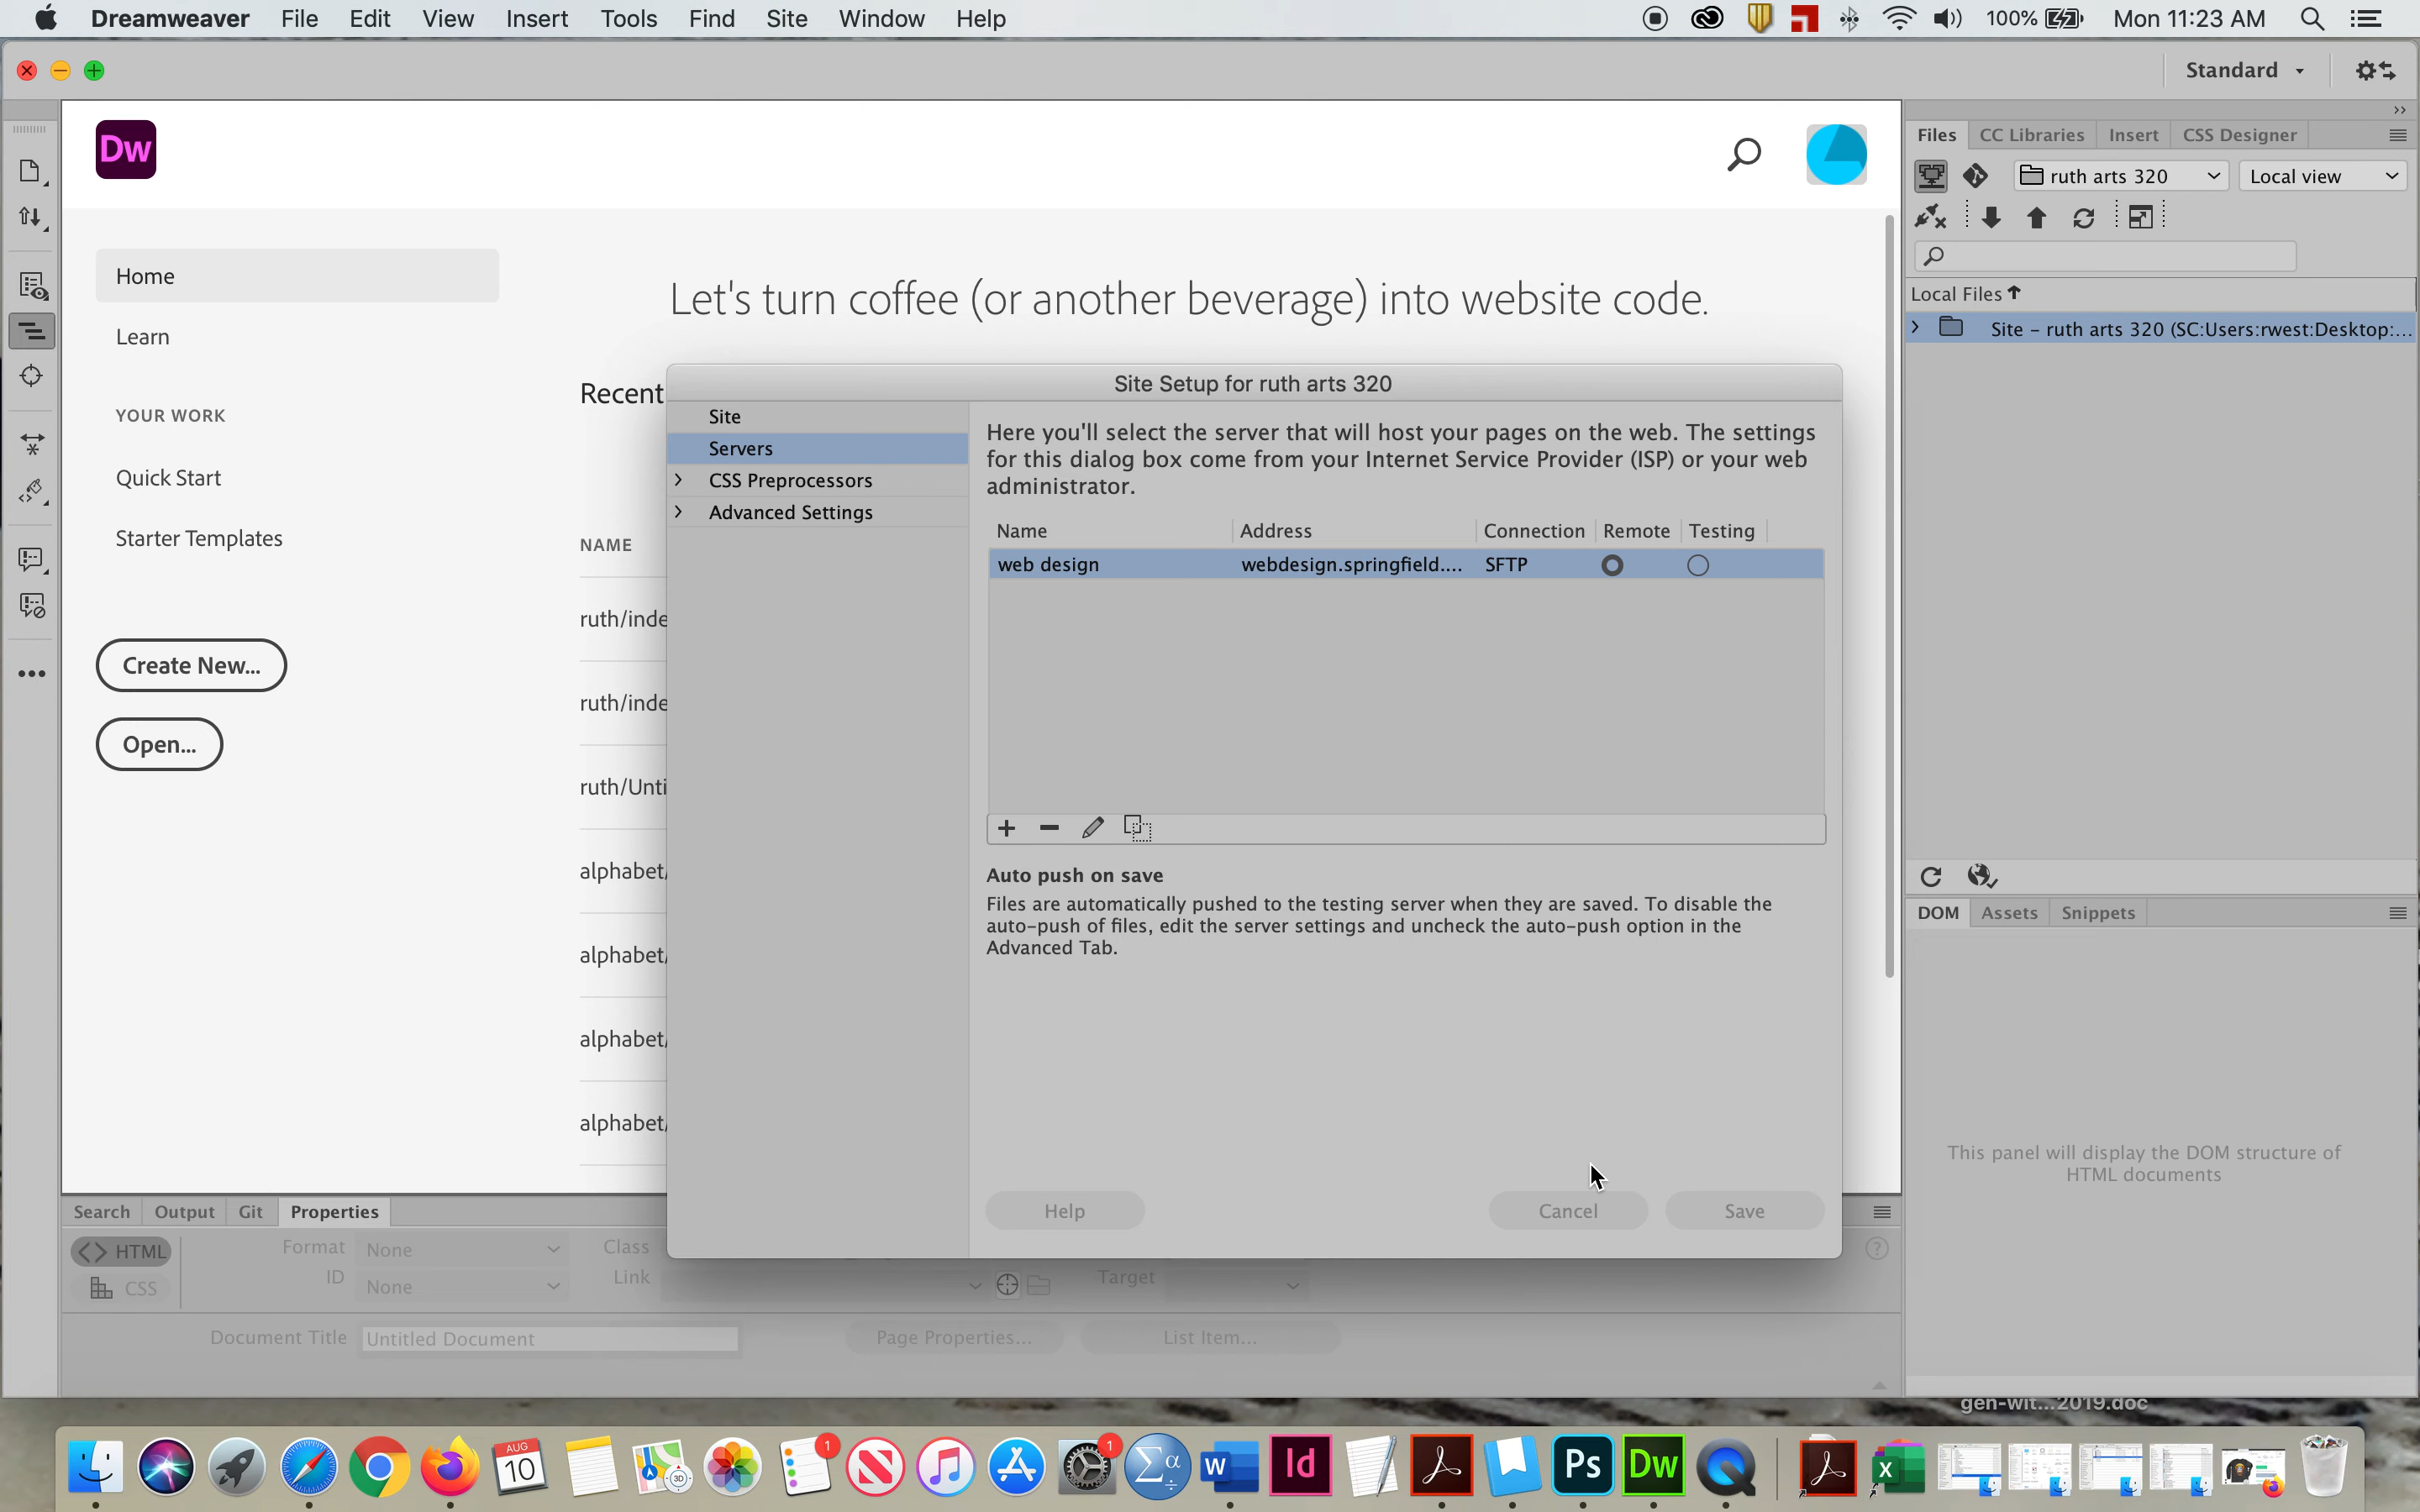 Dreamweaver File Edit View Insert Tools Find Site Window Help 100% Mon 11:23 AM
Standard
Dw
Files CC Libraries Insert CSS Designer
ruth arts 320 Local view
Local Files
Site – ruth arts 320 (SC:Users:rwest:Desktop:...
Home
Learn
YOUR WORK
Quick Start
Starter Templates
Create New...
Open...
Let's turn coffee (or another beverage) into website code.
Recent
NAME
ruth/inde
ruth/inde
ruth/Unti
alphabet/
alphabet/
alphabet/
alphabet/
Site Setup for ruth arts 320
Site
Servers
CSS Preprocessors
Advanced Settings
Here you'll select the server that will host your pages on the web. The settings
for this dialog box come from your Internet Service Provider (ISP) or your web
administrator.
Name Address Connection Remote Testing
web design webdesign.springfield.... SFTP
Auto push on save
Files are automatically pushed to the testing server when they are saved. To disable the
auto-push of files, edit the server settings and uncheck the auto-push option in the
Advanced Tab.
Help Cancel Save
DOM Assets Snippets
This panel will display the DOM structure of
HTML documents
Search Output Git Properties
HTML Format None Class
CSS ID None Link Target
Document Title Untitled Document Page Properties... List Item...
gen-wit...2019.doc
AUG
10
3D
1
1
W
Id
Ps
Dw
X